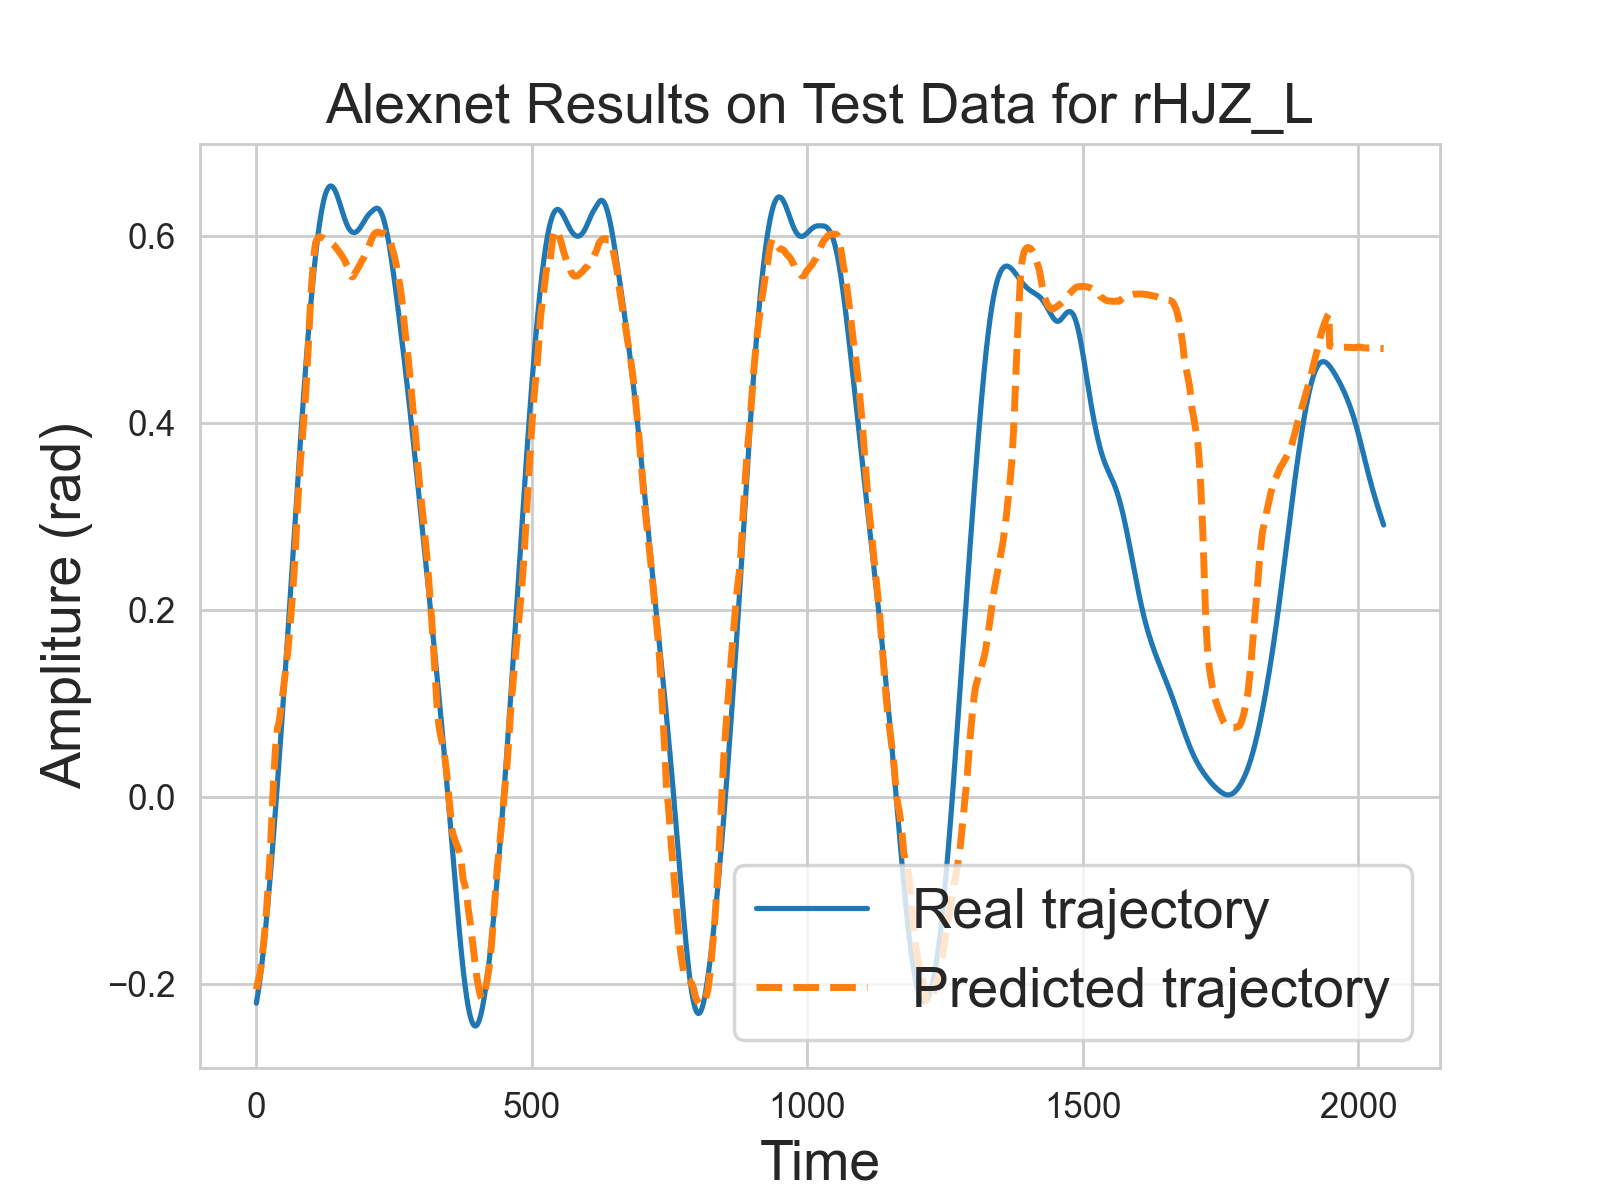 Alexnet Results on Test Data for rHJZ_L
Ampliture (rad)
0.6
0.4
0.2
0.0
−0.2
0
500
1000
1500
2000
Time
Real trajectory
Predicted trajectory